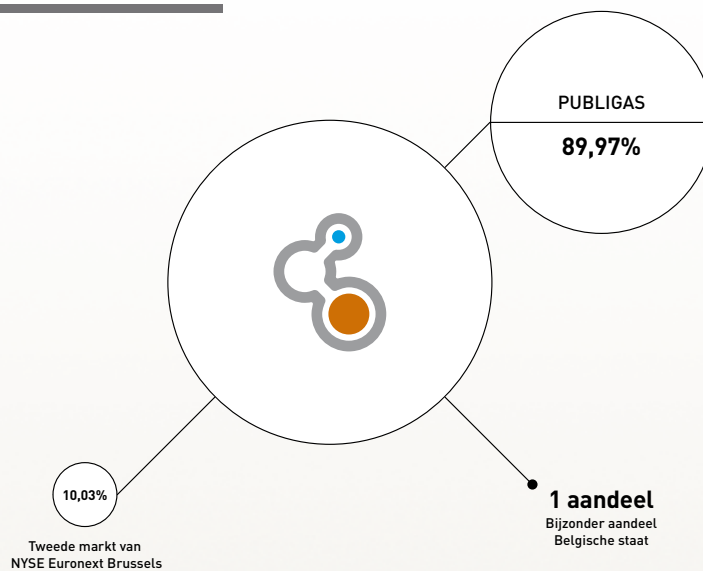 PUBLIGAS
89,97%
10,03%
Tweede markt van
NYSE Euronext Brussels
1 aandeel
Bijzonder aandeel
Belgische staat